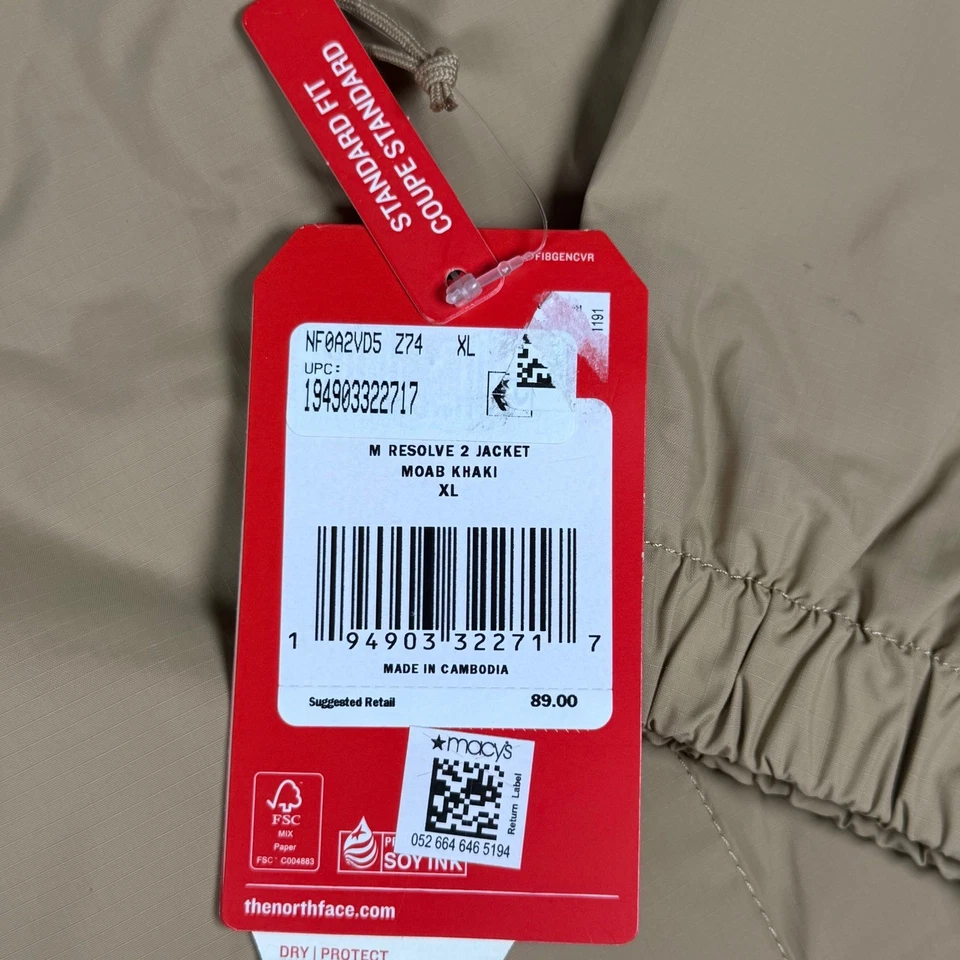 STANDARD FIT
COUPE STANDARD
FI8GENCVR
1191
NF0A2VD5 Z74 XL
UPC:
194903322717
M RESOLVE 2 JACKET
MOAB KHAKI
XL
1 94903 32271 7
MADE IN CAMBODIA
Suggested Retail 89.00
★macy's
Return Label
052 664 646 5194
FSC
MIX
Paper
FSC® C004883
SOY INK
thenorthface.com
DRY | PROTECT